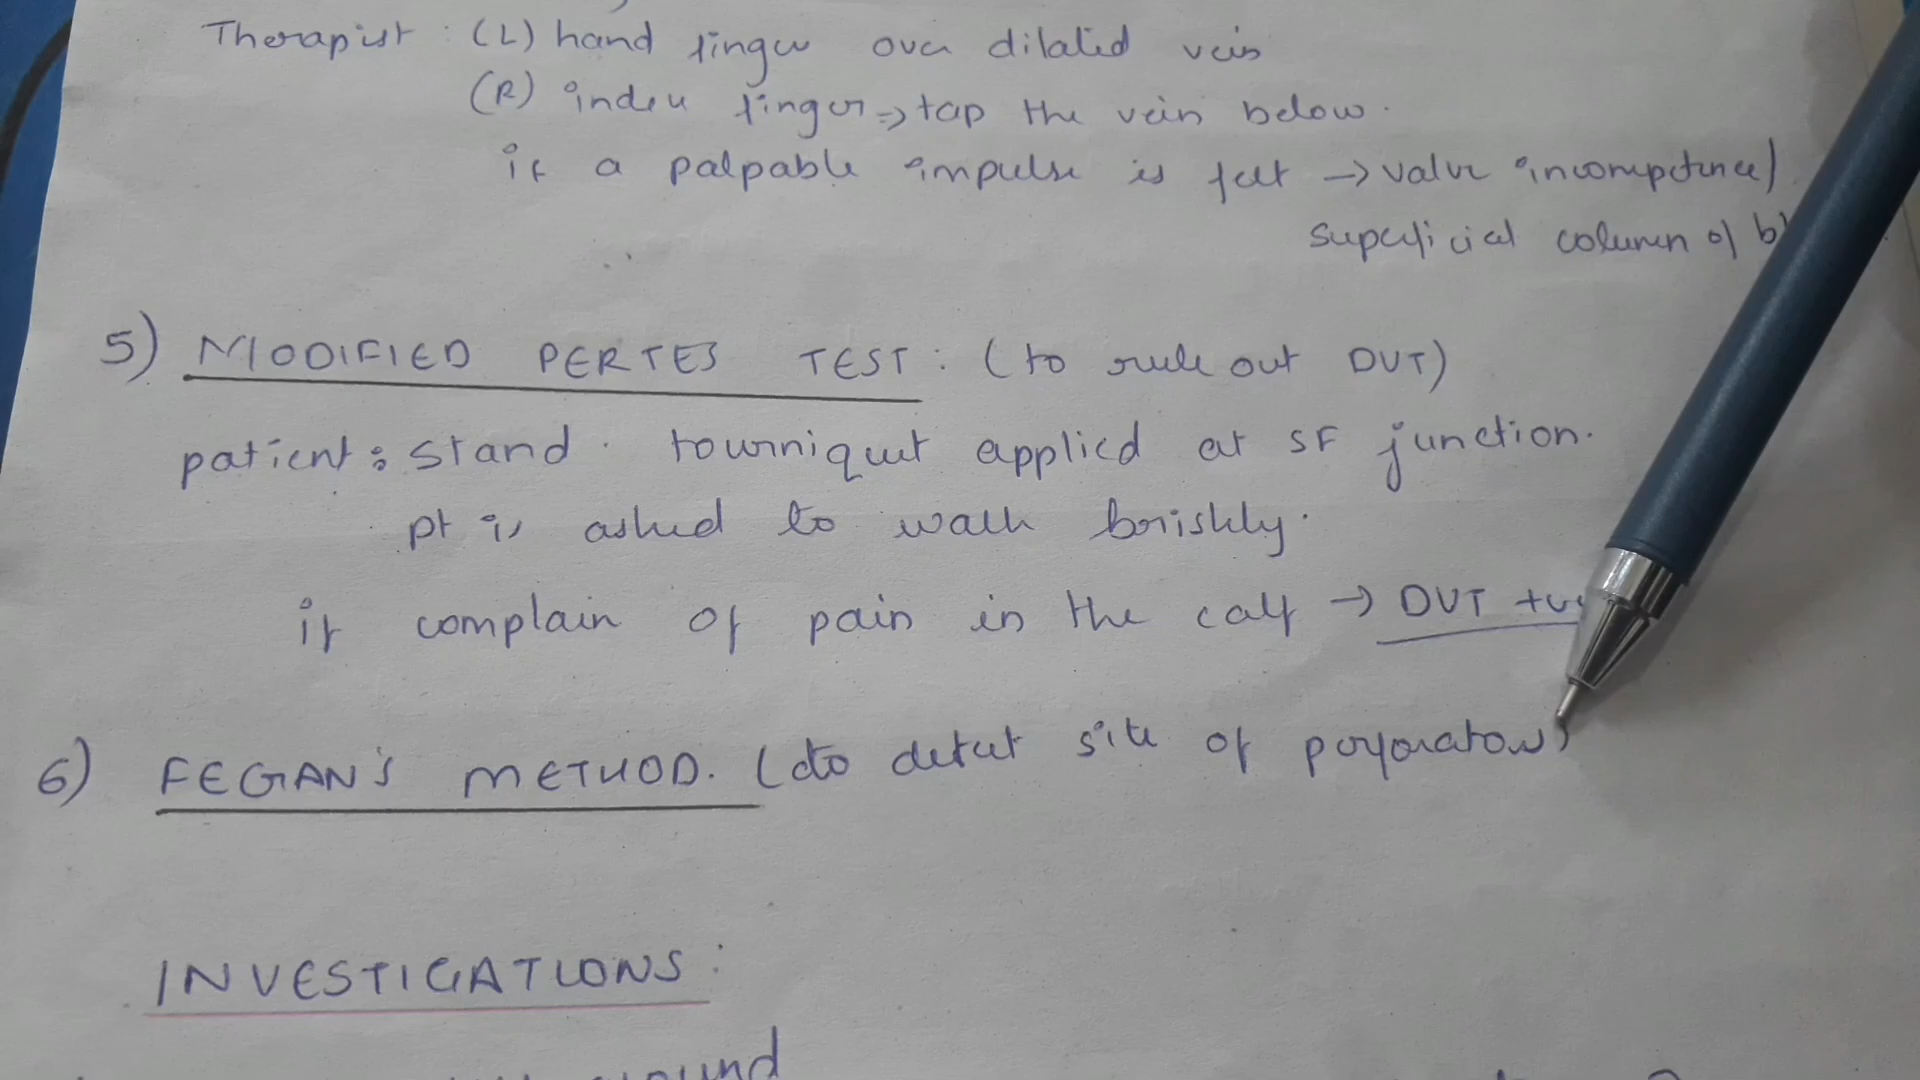 Therapist : (L) hand finger over dilated vein
(R) index finger => tap the vein below.
if a palpable impulse is felt → valve incompetence)
superficial column of bl
5) MODIFIED PERTES TEST : (to rule out DVT)
patient : stand. tourniquet applied at SF junction.
pt is asked to walk briskly.
if complain of pain in the calf → DVT +ve
6) FEGAN'S METHOD. (to detect site of perforators)
INVESTIGATIONS :